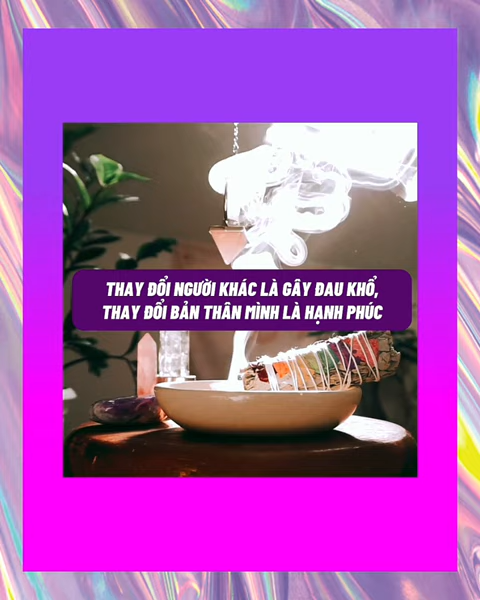 THAY ĐỔI NGƯỜI KHÁC LÀ GÂY ĐAU KHỔ,
THAY ĐỔI BẢN THÂN MÌNH LÀ HẠNH PHÚC